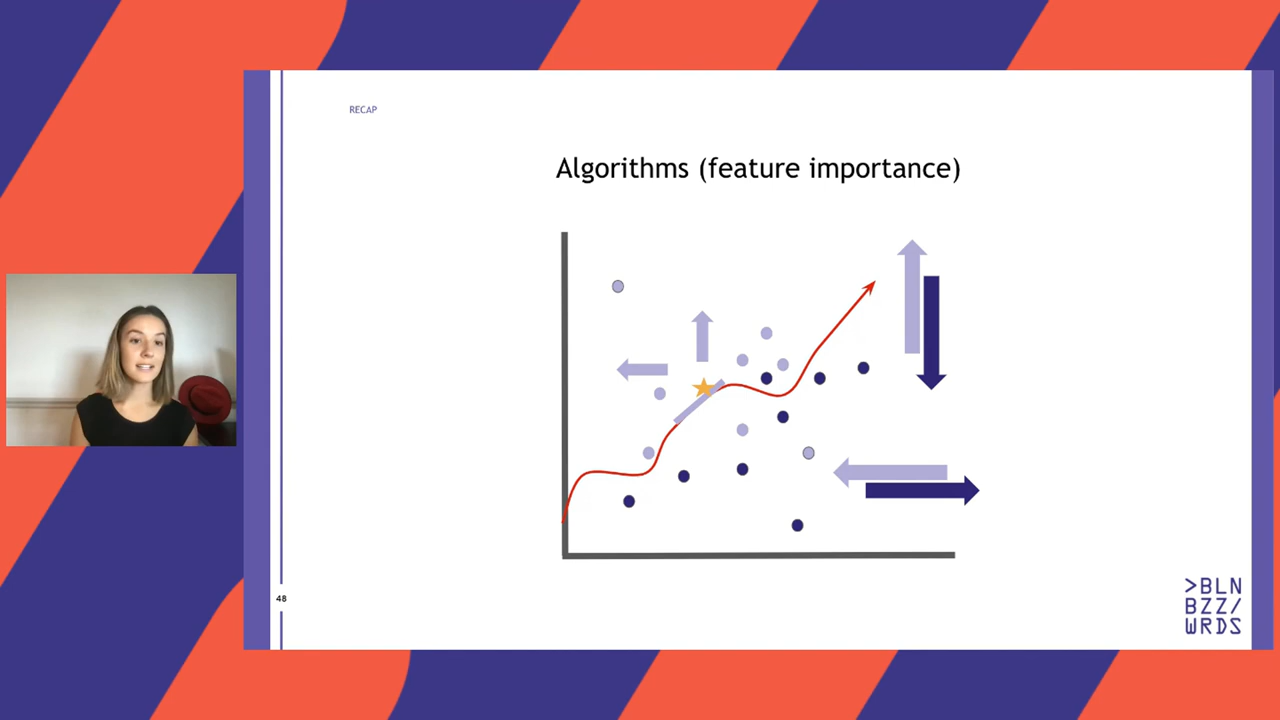 RECAP
Algorithms (feature importance)
48
>BLN
BZZ/
WRDS